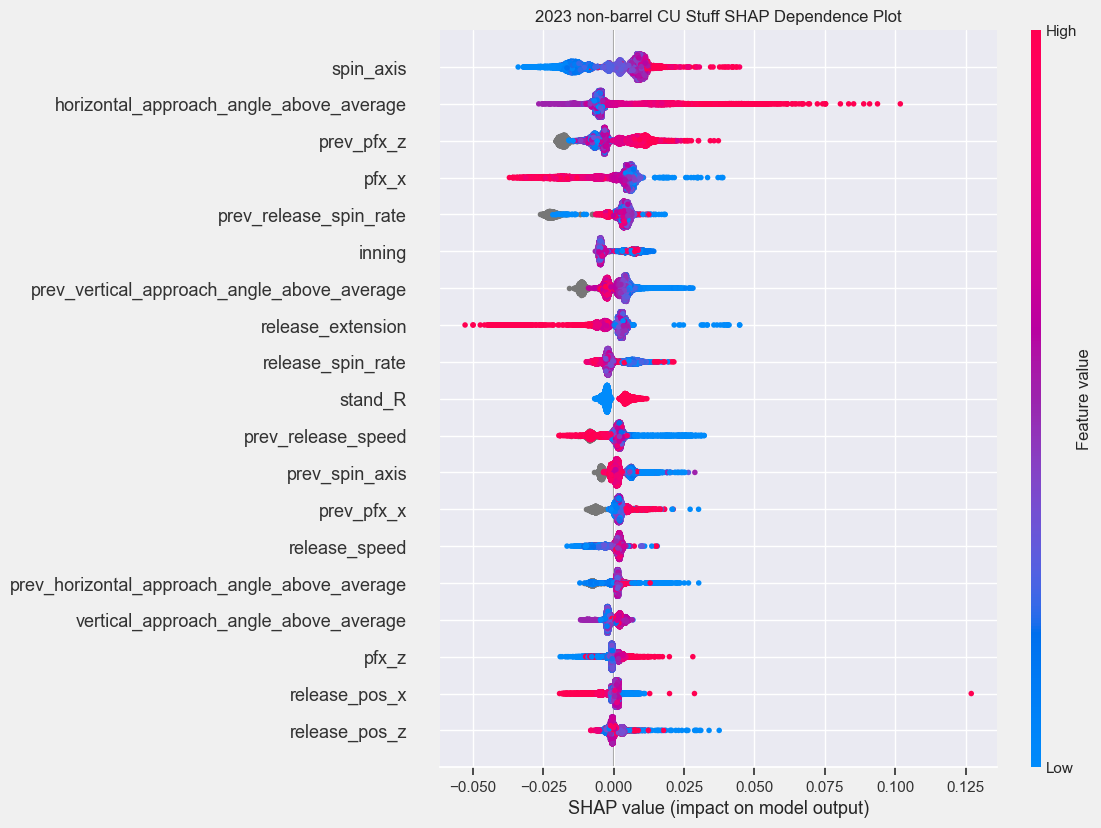 2023 non-barrel CU Stuff SHAP Dependence Plot
High
spin_axis
horizontal_approach_angle_above_average
prev_pfx_z
pfx_x
prev_release_spin_rate
inning
prev_vertical_approach_angle_above_average
release_extension
release_spin_rate
stand_R
prev_release_speed
prev_spin_axis
prev_pfx_x
release_speed
prev_horizontal_approach_angle_above_average
vertical_approach_angle_above_average
pfx_z
release_pos_x
release_pos_z
Feature value
Low
−0.050 −0.025 0.000 0.025 0.050 0.075 0.100 0.125
SHAP value (impact on model output)